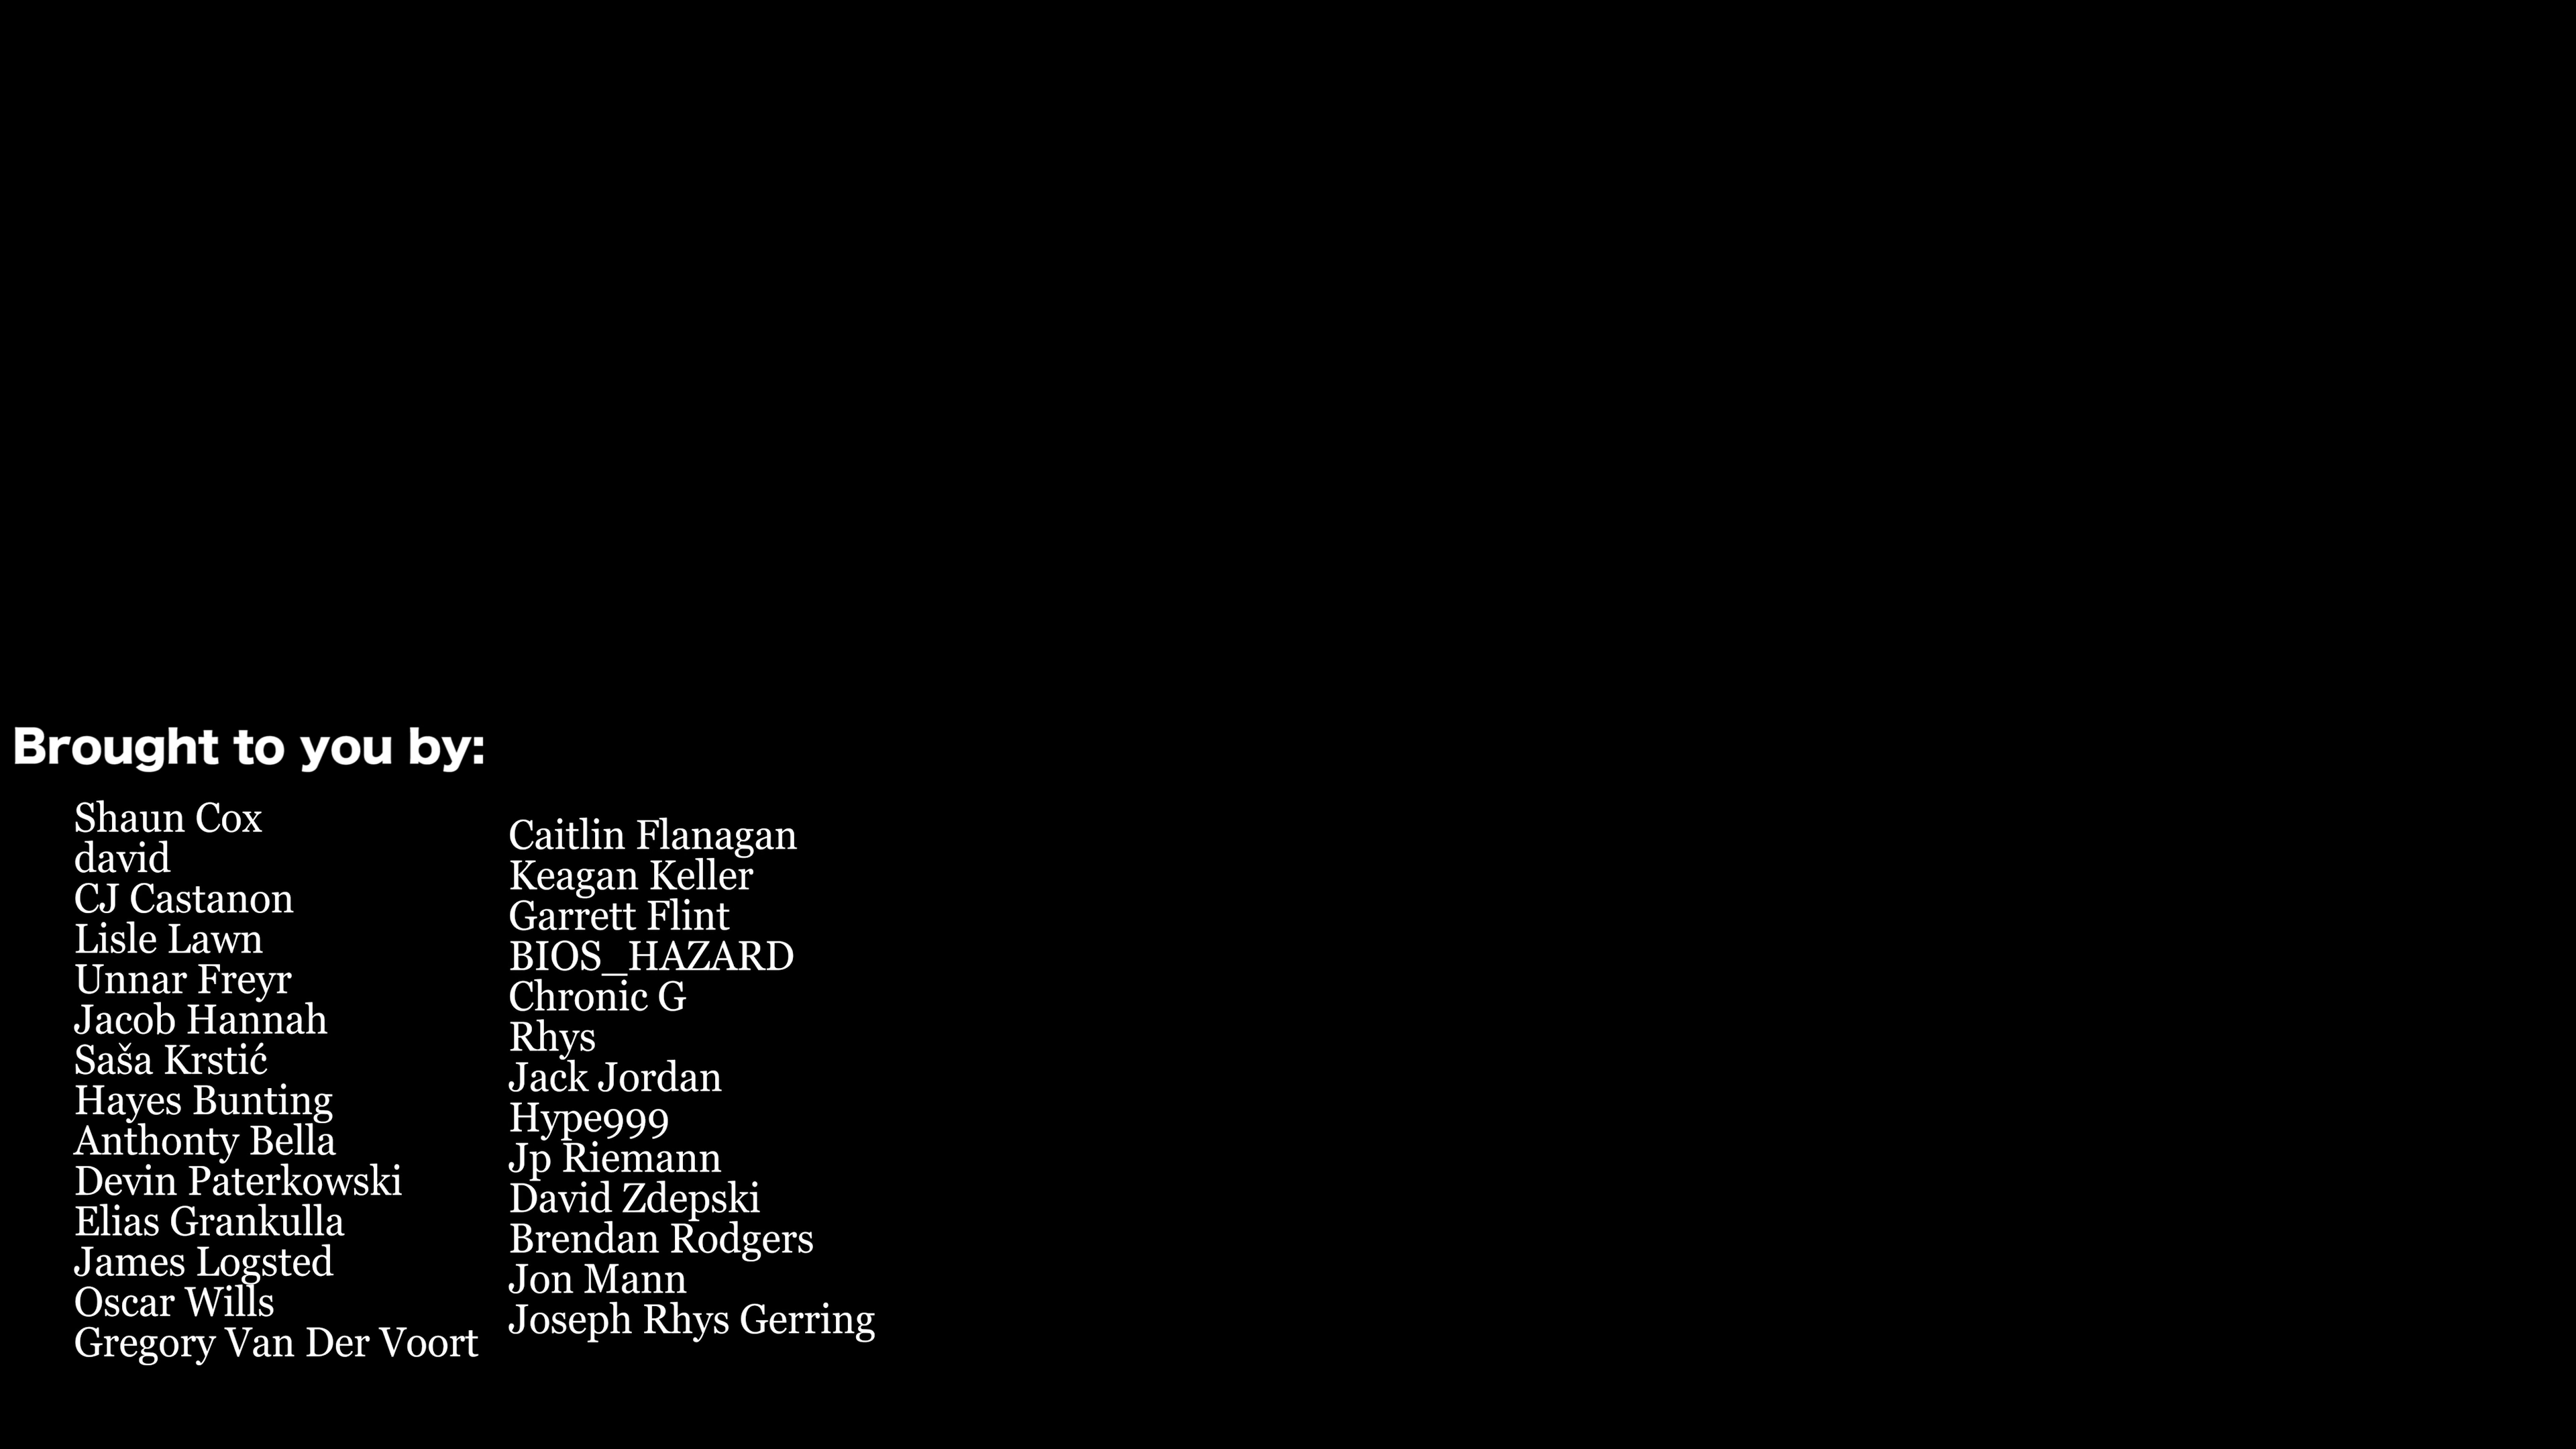 Brought to you by:
Shaun Cox
david
CJ Castanon
Lisle Lawn
Unnar Freyr
Jacob Hannah
Saša Krstić
Hayes Bunting
Anthonty Bella
Devin Paterkowski
Elias Grankulla
James Logsted
Oscar Wills
Gregory Van Der Voort
Caitlin Flanagan
Keagan Keller
Garrett Flint
BIOS_HAZARD
Chronic G
Rhys
Jack Jordan
Hype999
Jp Riemann
David Zdepski
Brendan Rodgers
Jon Mann
Joseph Rhys Gerring